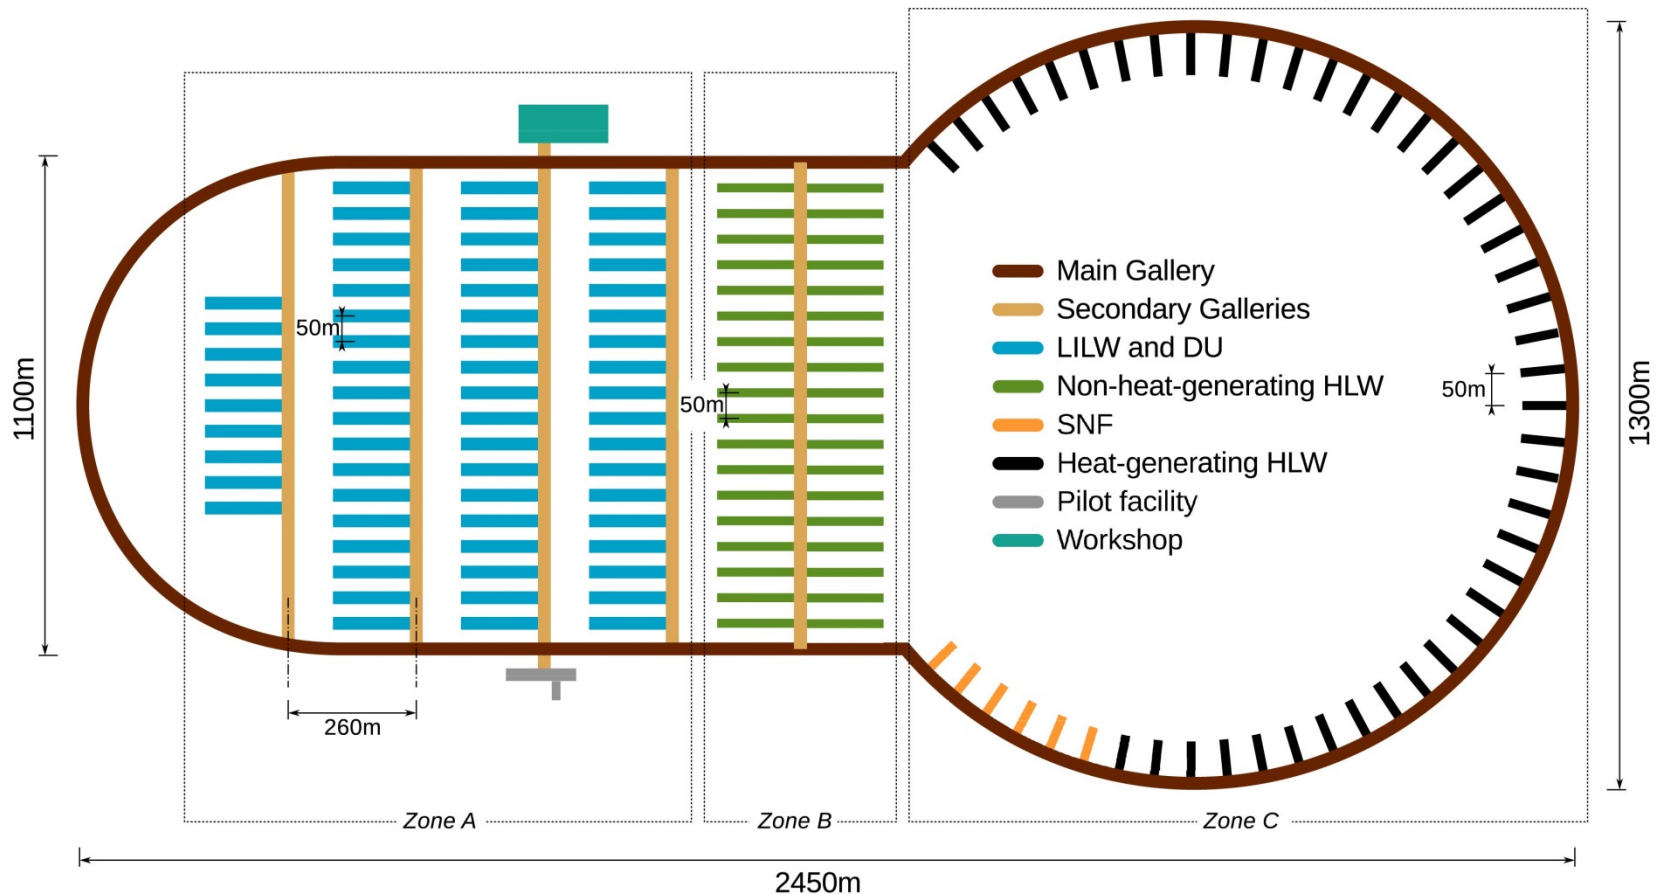 1100m
50m
50m
260m
Main Gallery
Secondary Galleries
LILW and DU
Non-heat-generating HLW
SNF
Heat-generating HLW
Pilot facility
Workshop
50m
1300m
Zone A
Zone B
Zone C
2450m